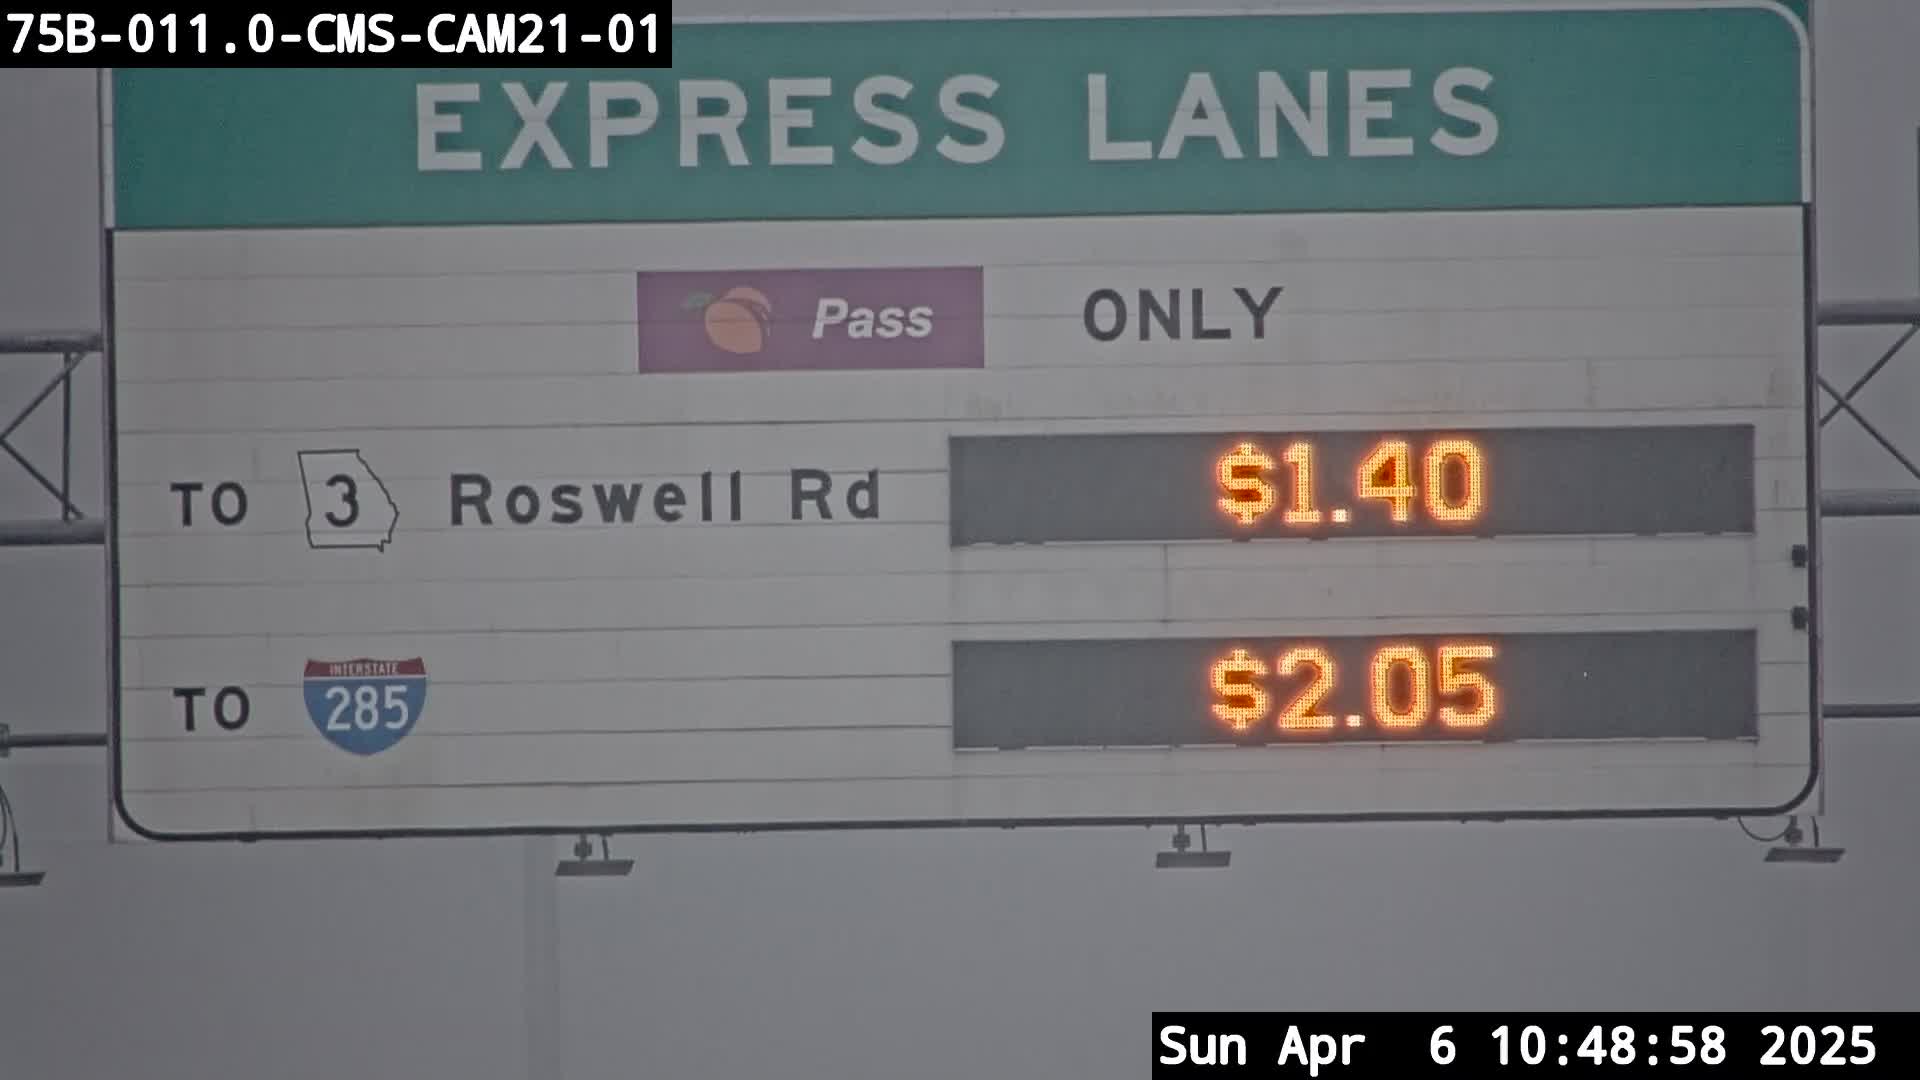 75B-011.0-CMS-CAM21-01
EXPRESS LANES
Pass ONLY
TO 3 Roswell Rd $1.40
INTERSTATE
TO 285 $2.05
Sun Apr 6 10:48:58 2025